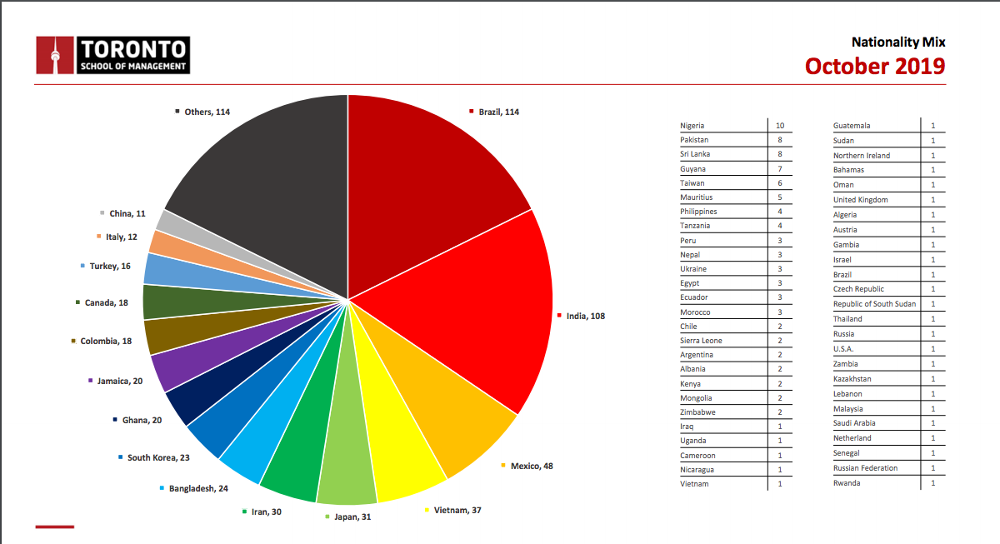 TORONTO
SCHOOL OF MANAGEMENT
Nationality Mix
October 2019
Others, 114
Brazil, 114
China, 11
Italy, 12
Turkey, 16
Canada, 18
India, 108
Colombia, 18
Jamaica, 20
Ghana, 20
South Korea, 23
Mexico, 48
Bangladesh, 24
Iran, 30
Vietnam, 37
Japan, 31
Nigeria 10
Pakistan 8
Sri Lanka 8
Guyana 7
Taiwan 6
Mauritius 5
Philippines 4
Tanzania 4
Peru 3
Nepal 3
Ukraine 3
Egypt 3
Ecuador 3
Morocco 3
Chile 2
Sierra Leone 2
Argentina 2
Albania 2
Kenya 2
Mongolia 2
Zimbabwe 2
Iraq 1
Uganda 1
Cameroon 1
Nicaragua 1
Vietnam 1
Guatemala 1
Sudan 1
Northern Ireland 1
Bahamas 1
Oman 1
United Kingdom 1
Algeria 1
Austria 1
Gambia 1
Israel 1
Brazil 1
Czech Republic 1
Republic of South Sudan 1
Thailand 1
Russia 1
U.S.A. 1
Zambia 1
Kazakhstan 1
Lebanon 1
Malaysia 1
Saudi Arabia 1
Netherland 1
Senegal 1
Russian Federation 1
Rwanda 1